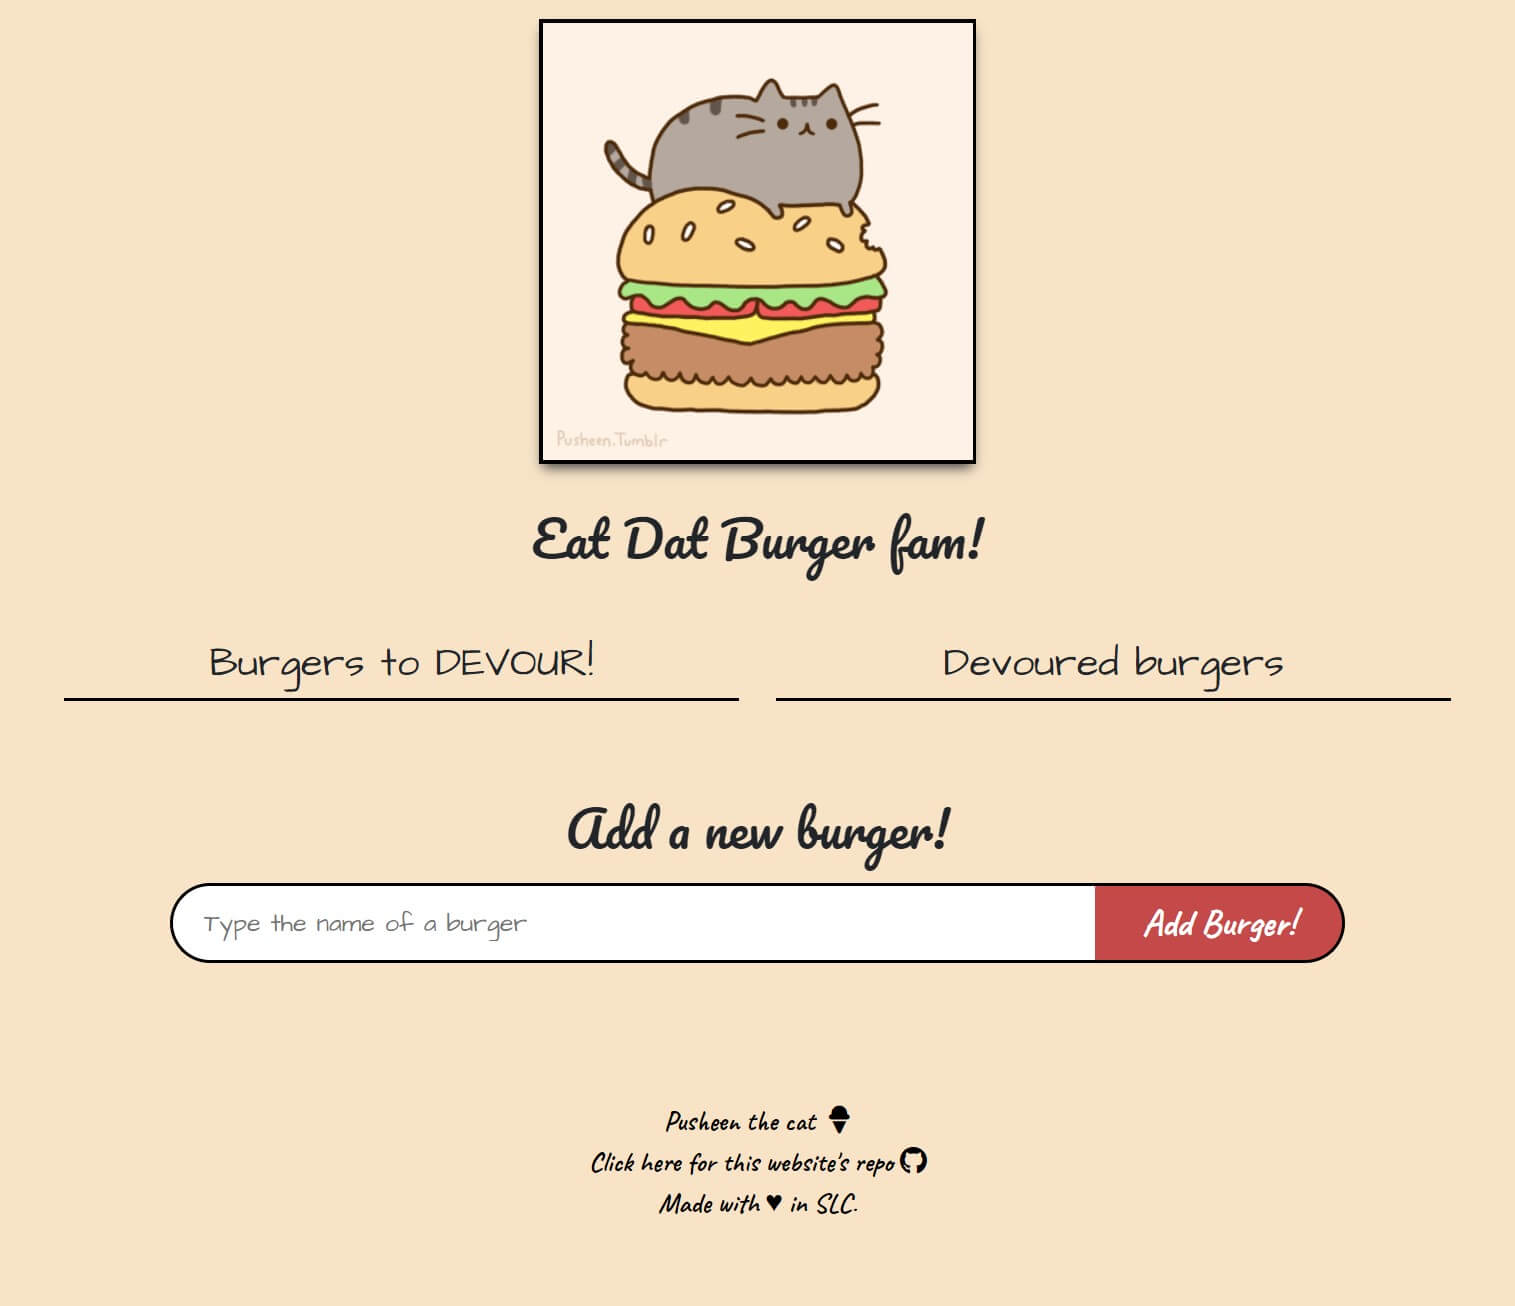 Pusheen.Tumblr
Eat Dat Burger fam!
Burgers to DEVOUR!
Devoured burgers
Add a new burger!
Type the name of a burger
Add Burger!
Pusheen the cat
Click here for this website's repo
Made with ♥ in SLC.